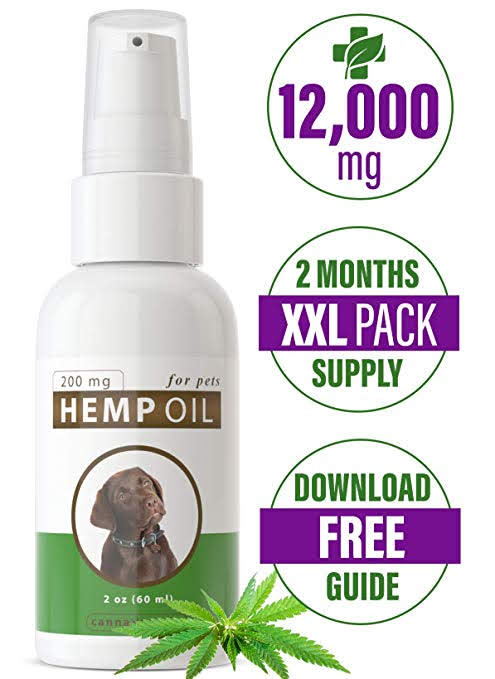 200 mg
for pets
HEMP OIL
2 oz (60 ml)
12,000
mg
2 MONTHS
XXL PACK
SUPPLY
DOWNLOAD
FREE
GUIDE